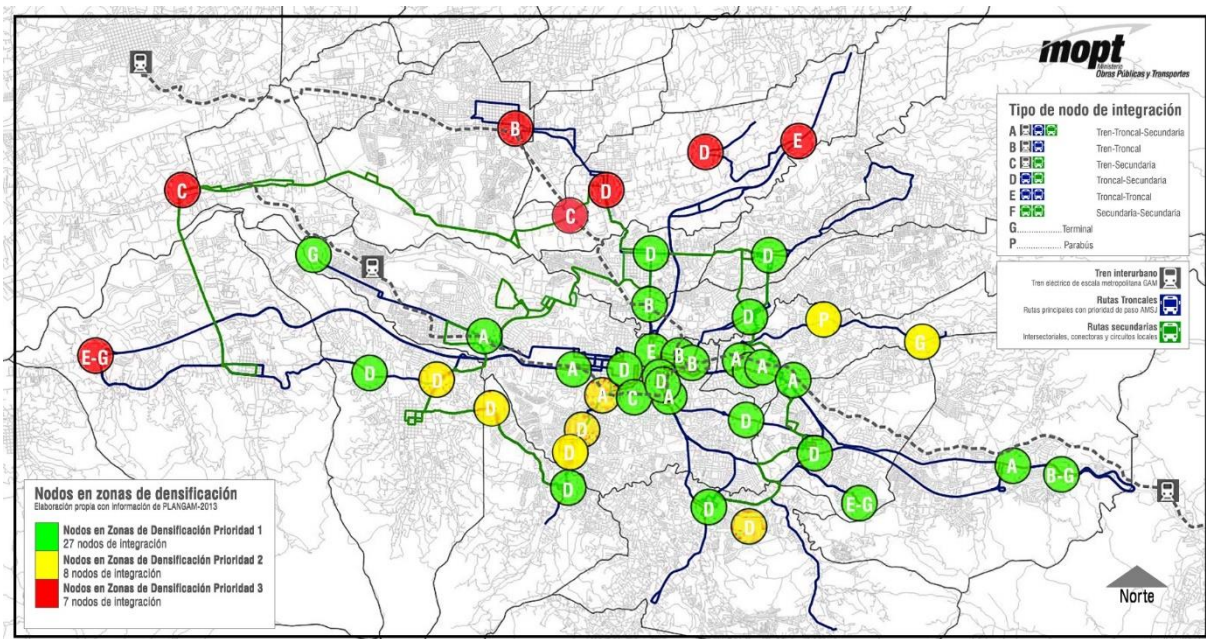 mopt
Ministerio
Obras Públicas y Transportes
Tipo de nodo de integración
A Tren-Troncal-Secundaria
B Tren-Troncal
C Tren-Secundaria
D Troncal-Secundaria
E Troncal-Troncal
F Secundaria-Secundaria
G.................. Terminal
P.................. Parabús
Tren interurbano
Tren eléctrico de escala metropolitana GAM
Rutas Troncales
Rutas principales con prioridad de paso AMSJ
Rutas secundarias
Intersectoriales, conectoras y circuitos locales
B
D
E
C
D
C
G
D
D
B
D
P
G
A
E
B
B
E-G
D
D
A
D
D
A
A
A
A
C
A
D
D
D
D
D
D
A
B-G
D
D
E-G
D
Nodos en zonas de densificación
Elaboración propia con información de PLANGAM-2013
Nodos en Zonas de Densificación Prioridad 1
27 nodos de integración
Nodos en Zonas de Densificación Prioridad 2
8 nodos de integración
Nodos en Zonas de Densificación Prioridad 3
7 nodos de integración
Norte